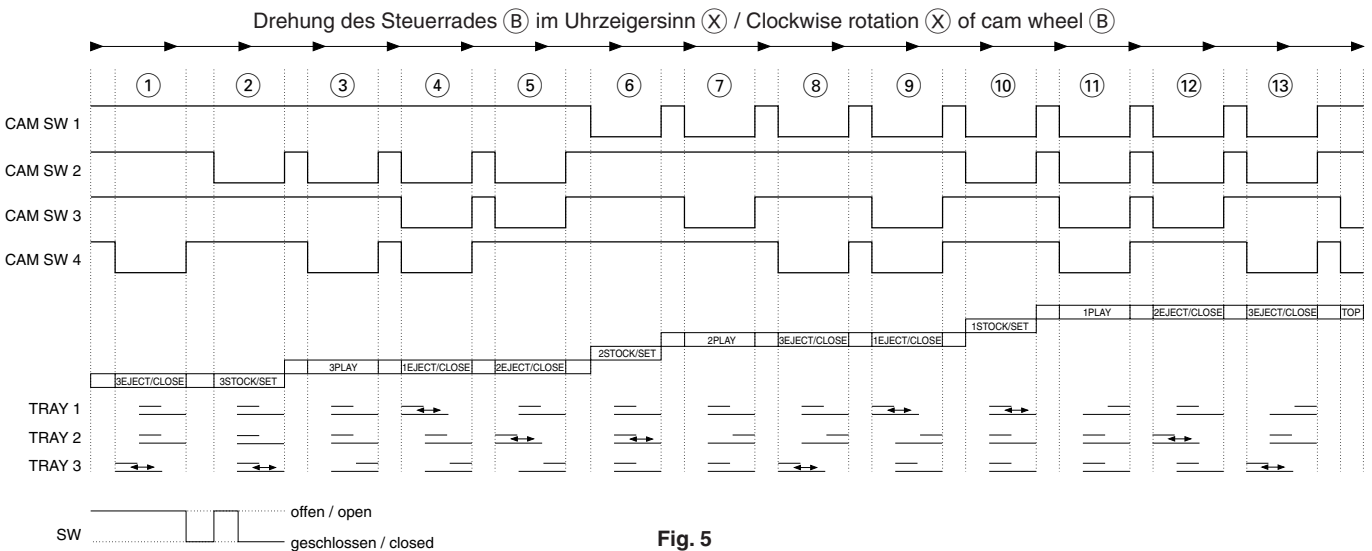 Drehung des Steuerrades Ⓑ im Uhrzeigersinn Ⓧ / Clockwise rotation Ⓧ of cam wheel Ⓑ
① ② ③ ④ ⑤ ⑥ ⑦ ⑧ ⑨ ⑩ ⑪ ⑫ ⑬
CAM SW 1
CAM SW 2
CAM SW 3
CAM SW 4
1PLAY 2EJECT/CLOSE 3EJECT/CLOSE TOP
1STOCK/SET
2PLAY 3EJECT/CLOSE 1EJECT/CLOSE
2STOCK/SET
3PLAY 1EJECT/CLOSE 2EJECT/CLOSE
3EJECT/CLOSE 3STOCK/SET
TRAY 1
TRAY 2
TRAY 3
offen / open
SW
geschlossen / closed
Fig. 5